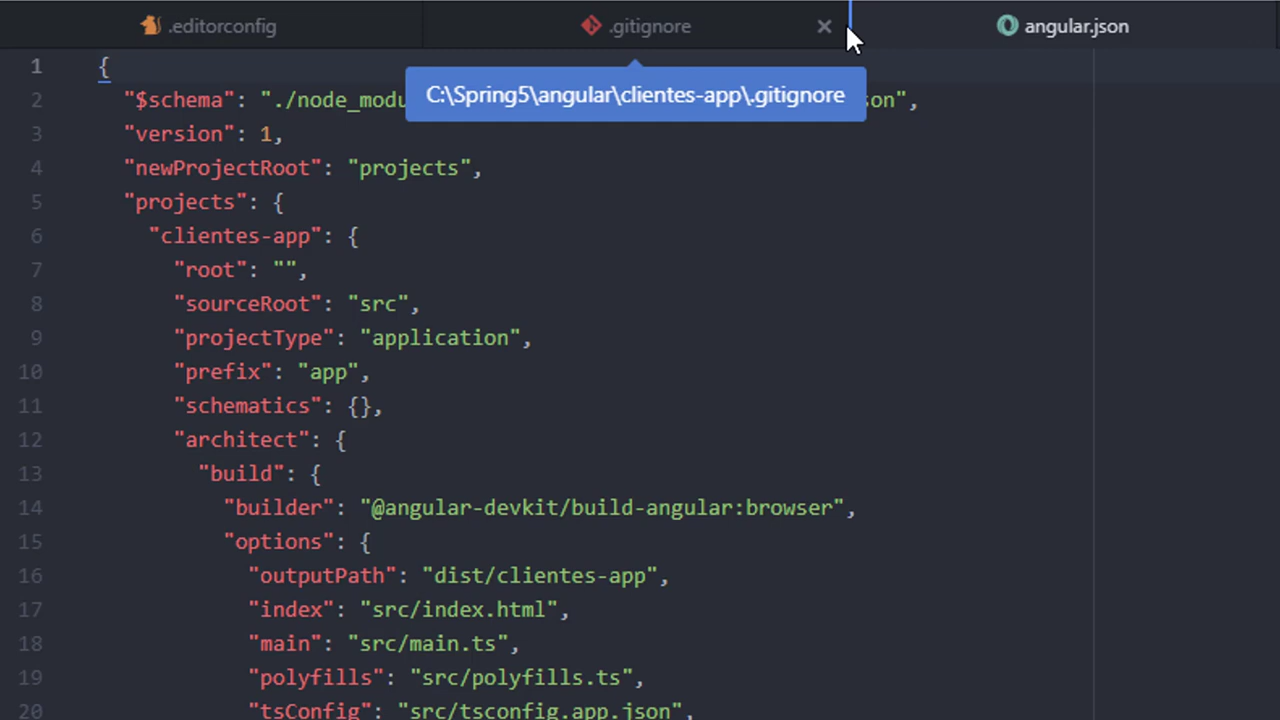 .editorconfig
.gitignore
angular.json
1 {
C:\Spring5\angular\clientes-app\.gitignore
2 "$schema": "./node_modu on",
3 "version": 1,
4 "newProjectRoot": "projects",
5 "projects": {
6 "clientes-app": {
7 "root": "",
8 "sourceRoot": "src",
9 "projectType": "application",
10 "prefix": "app",
11 "schematics": {},
12 "architect": {
13 "build": {
14 "builder": "@angular-devkit/build-angular:browser",
15 "options": {
16 "outputPath": "dist/clientes-app",
17 "index": "src/index.html",
18 "main": "src/main.ts",
19 "polyfills": "src/polyfills.ts",
20 "tsConfig": "src/tsconfig.app.json",